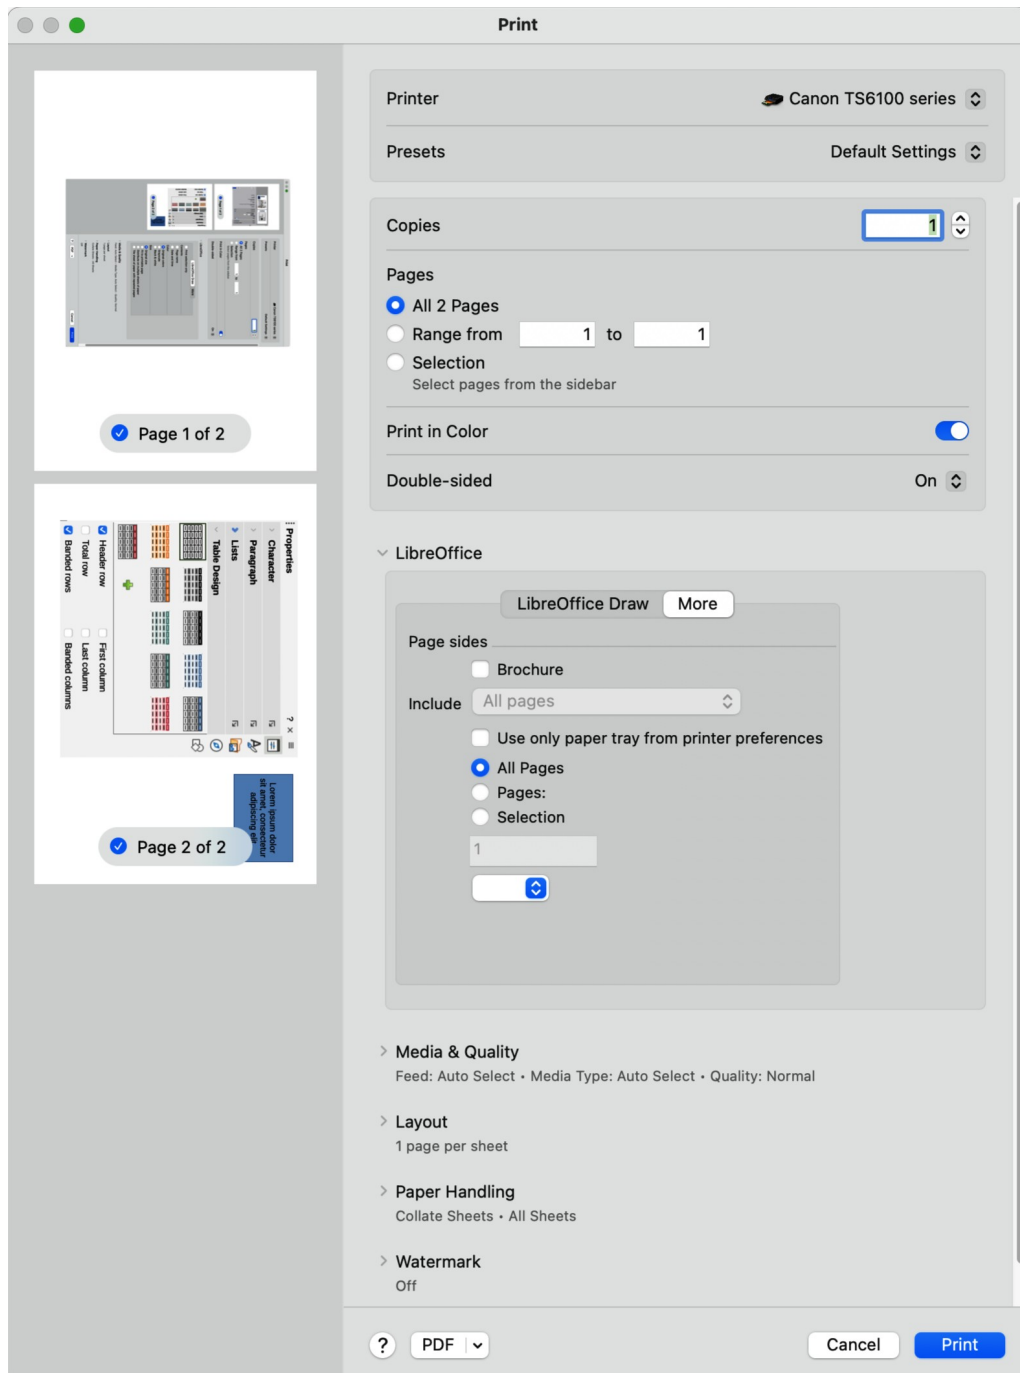 Print
Printer
Canon TS6100 series
Presets
Default Settings
Copies
1
Pages
All 2 Pages
Range from 1 to 1
Selection
Select pages from the sidebar
Print in Color
Double-sided
On
LibreOffice
LibreOffice Draw More
Page sides
Brochure
Include All pages
Use only paper tray from printer preferences
All Pages
Pages:
Selection
1
Media & Quality
Feed: Auto Select • Media Type: Auto Select • Quality: Normal
Layout
1 page per sheet
Paper Handling
Collate Sheets • All Sheets
Watermark
Off
? PDF
Cancel Print
Page 1 of 2
Properties
Character
Paragraph
Lists
Table Design
Header row First column
Total row Last column
Banded rows Banded columns
Lorem ipsum dolor
sit amet, consectetur
adipiscing elit
Page 2 of 2